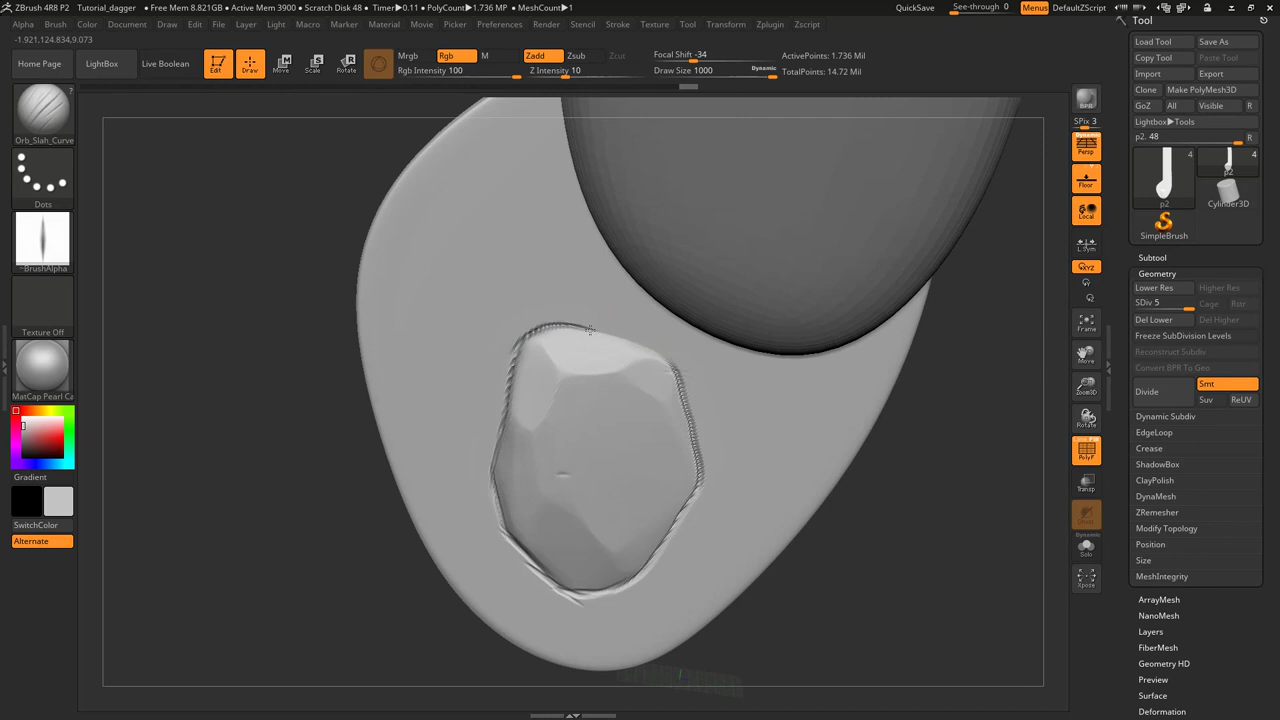 ZBrush 4R8 P2 Tutorial_dagger • Free Mem 8.821GB • Active Mem 3900 • Scratch Disk 48 • Timer▶0.11 • PolyCount▶1.736 MP • MeshCount▶1 QuickSave See-through 0 Menus DefaultZScript
Alpha Brush Color Document Draw Edit File Layer Light Macro Marker Material Movie Picker Preferences Render Stencil Stroke Texture Tool Transform Zplugin Zscript
-1.921,124.834,9.073
Home Page LightBox Live Boolean
Edit Draw Move Scale Rotate
Mrgb Rgb M
Rgb Intensity 100
Zadd Zsub Zcut
Z Intensity 10
Focal Shift -34
Draw Size 1000 Dynamic
ActivePoints: 1.736 Mil
TotalPoints: 14.72 Mil
Orb_Slah_Curve
Dots
~BrushAlpha
Texture Off
MatCap Pearl Ca
Gradient
SwitchColor
Alternate
BPR
SPix 3
Dynamic
Persp
Floor
Local
L.Sym
XYZ
Frame
Move
Zoom3D
Rotate
PolyF
Transp
Dynamic
Solo
Xpose
Tool
Load Tool Save As
Copy Tool Paste Tool
Import Export
Clone Make PolyMesh3D
GoZ All Visible R
Lightbox▶Tools
p2. 48 R
4 4
p2
p2 Cylinder3D
SimpleBrush
Subtool
Geometry
Lower Res Higher Res
SDiv 5 Cage Rstr
Del Lower Del Higher
Freeze SubDivision Levels
Reconstruct Subdiv
Convert BPR To Geo
Divide Smt
Suv ReUV
Dynamic Subdiv
EdgeLoop
Crease
ShadowBox
ClayPolish
DynaMesh
ZRemesher
Modify Topology
Position
Size
MeshIntegrity
ArrayMesh
NanoMesh
Layers
FiberMesh
Geometry HD
Preview
Surface
Deformation